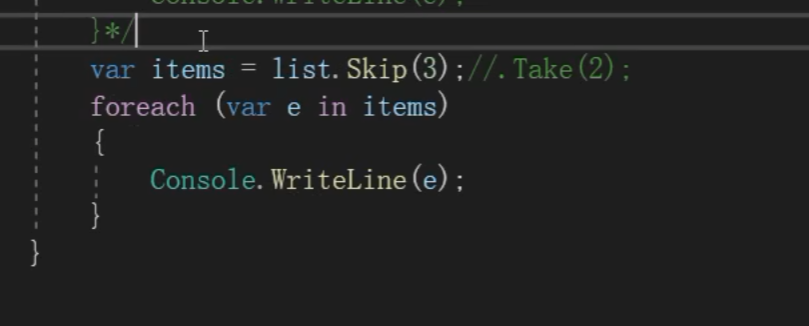 }*/
var items = list.Skip(3);//.Take(2);
foreach (var e in items)
{
Console.WriteLine(e);
}
}